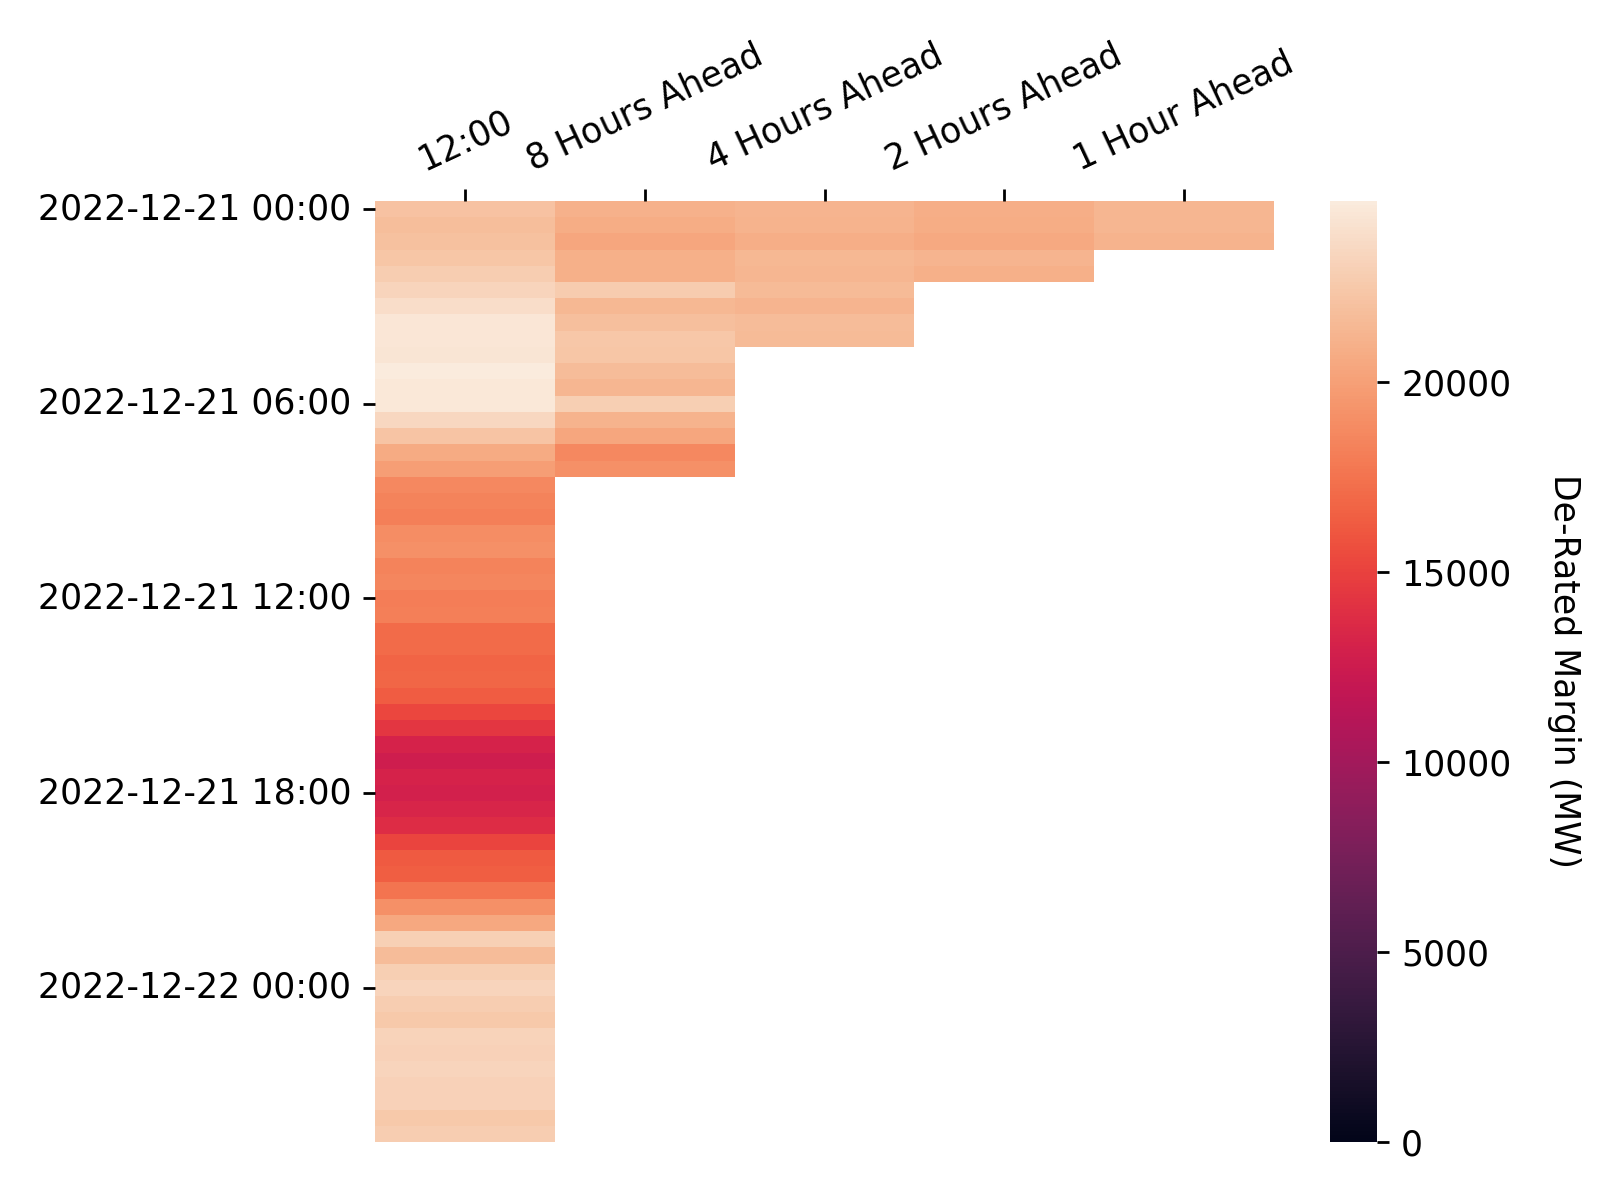 12:00
8 Hours Ahead
4 Hours Ahead
2 Hours Ahead
1 Hour Ahead
2022-12-21 00:00
2022-12-21 06:00
2022-12-21 12:00
2022-12-21 18:00
2022-12-22 00:00
20000
15000
10000
5000
0
De-Rated Margin (MW)